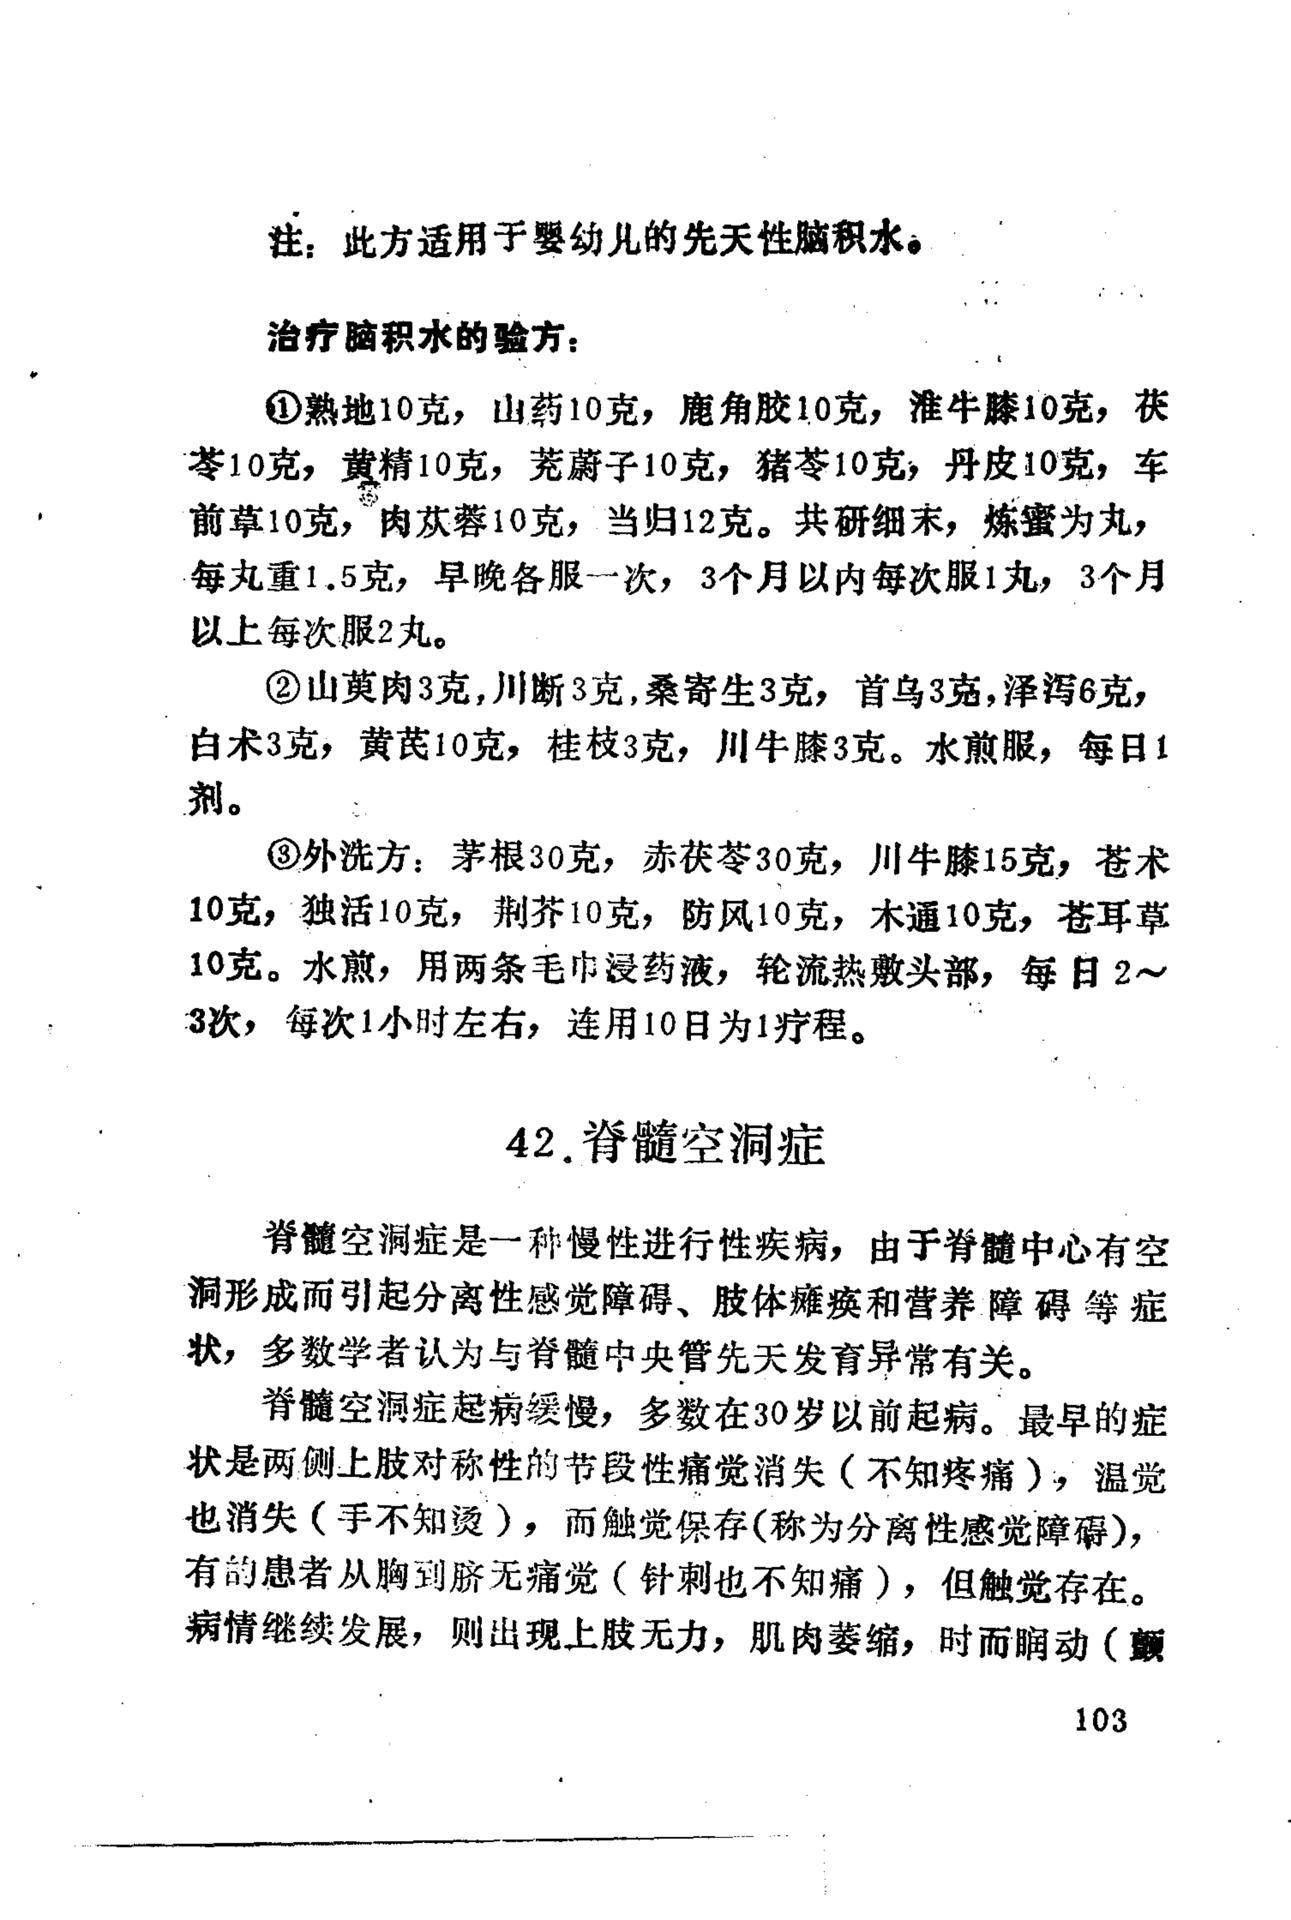 注：此方适用于婴幼儿的先天性脑积水。
治疗脑积水的验方：
①熟地10克，山药10克，鹿角胶10克，淮牛膝10克，茯
苓10克，黄精10克，茺蔚子10克，猪苓10克，丹皮10克，车
前草10克，肉苁蓉10克，当归12克。共研细末，炼蜜为丸，
每丸重1.5克，早晚各服一次，3个月以内每次服1丸，3个月
以上每次服2丸。
②山萸肉3克，川断3克，桑寄生3克，首乌3克，泽泻6克，
白术3克，黄芪10克，桂枝3克，川牛膝3克。水煎服，每日1
剂。
③外洗方：茅根30克，赤茯苓30克，川牛膝15克，苍术
10克，独活10克，荆芥10克，防风10克，木通10克，苍耳草
10克。水煎，用两条毛巾浸药液，轮流热敷头部，每日2～
3次，每次1小时左右，连用10日为1疗程。
42.脊髓空洞症
脊髓空洞症是一种慢性进行性疾病，由于脊髓中心有空
洞形成而引起分离性感觉障碍、肢体瘫痪和营养障碍等症
状，多数学者认为与脊髓中央管先天发育异常有关。
脊髓空洞症起病缓慢，多数在30岁以前起病。最早的症
状是两侧上肢对称性的节段性痛觉消失（不知疼痛），温觉
也消失（手不知烫），而触觉保存(称为分离性感觉障碍)，
有的患者从胸到脐无痛觉（针刺也不知痛），但触觉存在。
病情继续发展，则出现上肢无力，肌肉萎缩，时而瞤动（颤
103